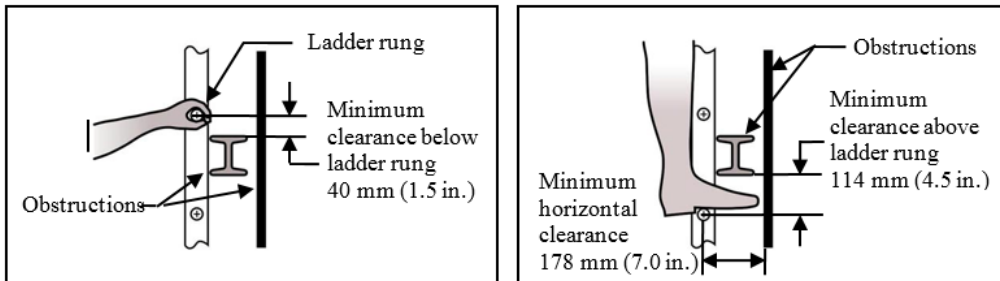 Ladder rung
Minimum
clearance below
ladder rung
40 mm (1.5 in.)
Obstructions
Obstructions
Minimum
clearance above
ladder rung
114 mm (4.5 in.)
Minimum
horizontal
clearance
178 mm (7.0 in.)